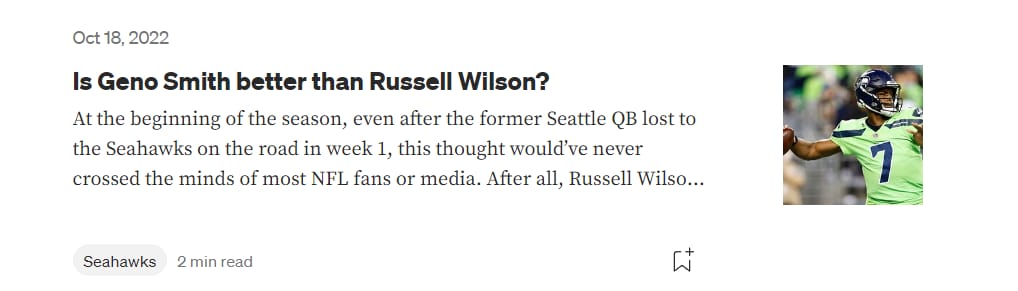 Oct 18, 2022
Is Geno Smith better than Russell Wilson?
At the beginning of the season, even after the former Seattle QB lost to
the Seahawks on the road in week 1, this thought would’ve never
crossed the minds of most NFL fans or media. After all, Russell Wilso...
7
Seahawks 2 min read